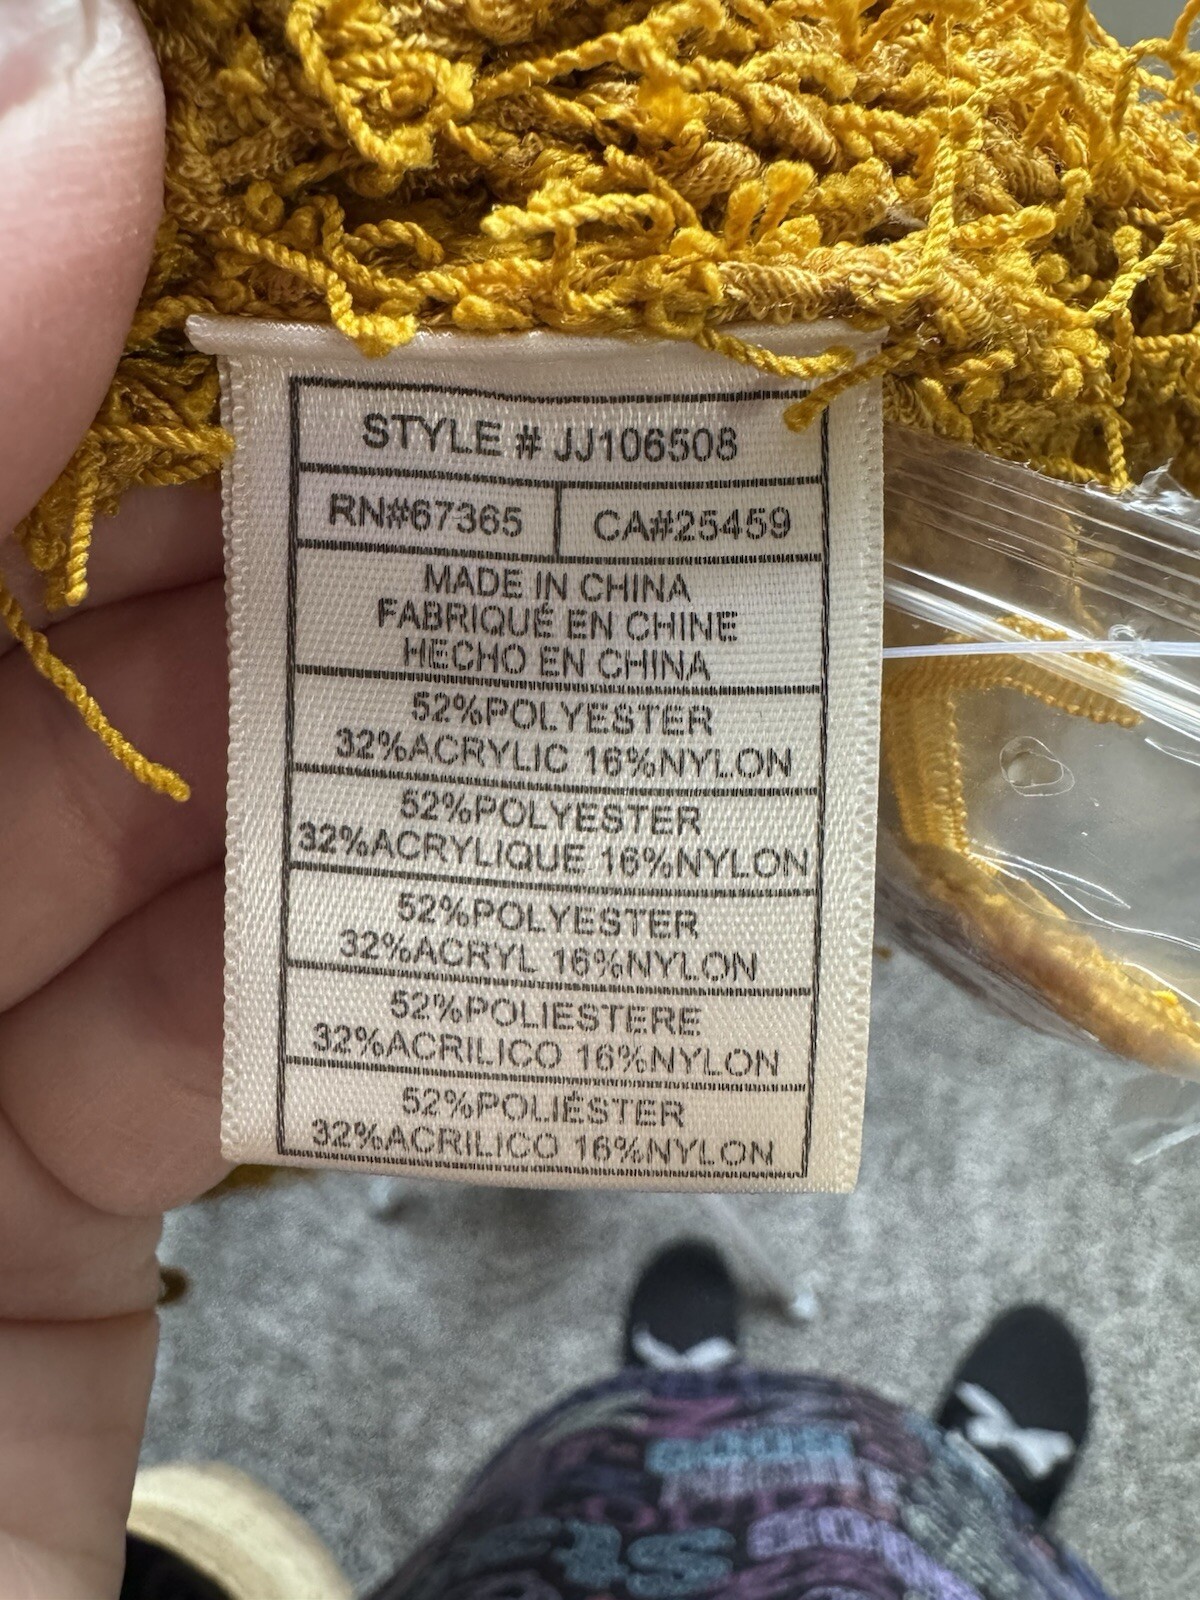 STYLE # JJ106508
RN#67365
CA#25459
MADE IN CHINA
FABRIQUÉ EN CHINE
HECHO EN CHINA
52%POLYESTER
32%ACRYLIC 16%NYLON
52%POLYESTER
32%ACRYLIQUE 16%NYLON
52%POLYESTER
32%ACRYL 16%NYLON
52%POLIESTERE
32%ACRILICO 16%NYLON
52%POLIÉSTER
32%ACRILICO 16%NYLON